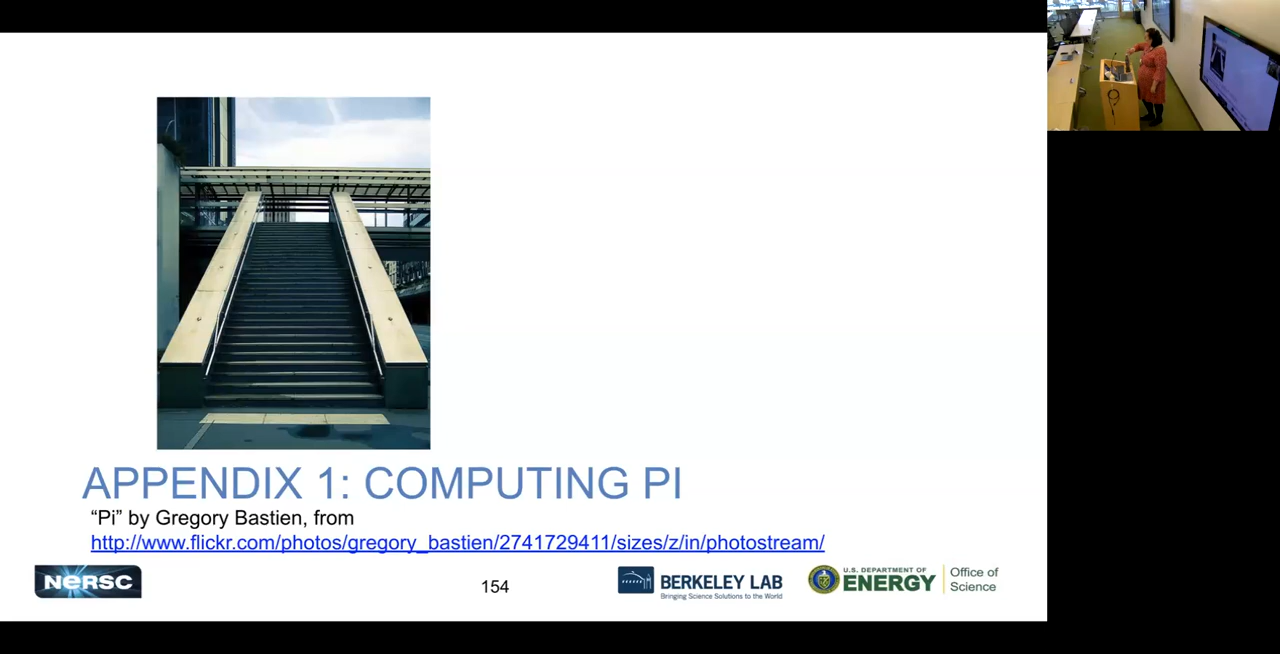 APPENDIX 1: COMPUTING PI
“Pi” by Gregory Bastien, from
http://www.flickr.com/photos/gregory_bastien/2741729411/sizes/z/in/photostream/
NERSC
154
BERKELEY LAB
Bringing Science Solutions to the World
U.S. DEPARTMENT OF
ENERGY
Office of
Science